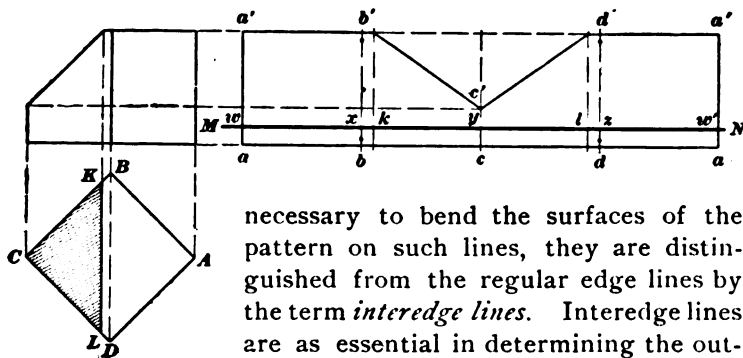 a' b' d' a'
c'
M w x k y l z w' N
a b c d a
K B
C A
L D
necessary to bend the surfaces of the
pattern on such lines, they are distin-
guished from the regular edge lines by
the term interedge lines. Interedge lines
are as essential in determining the out-